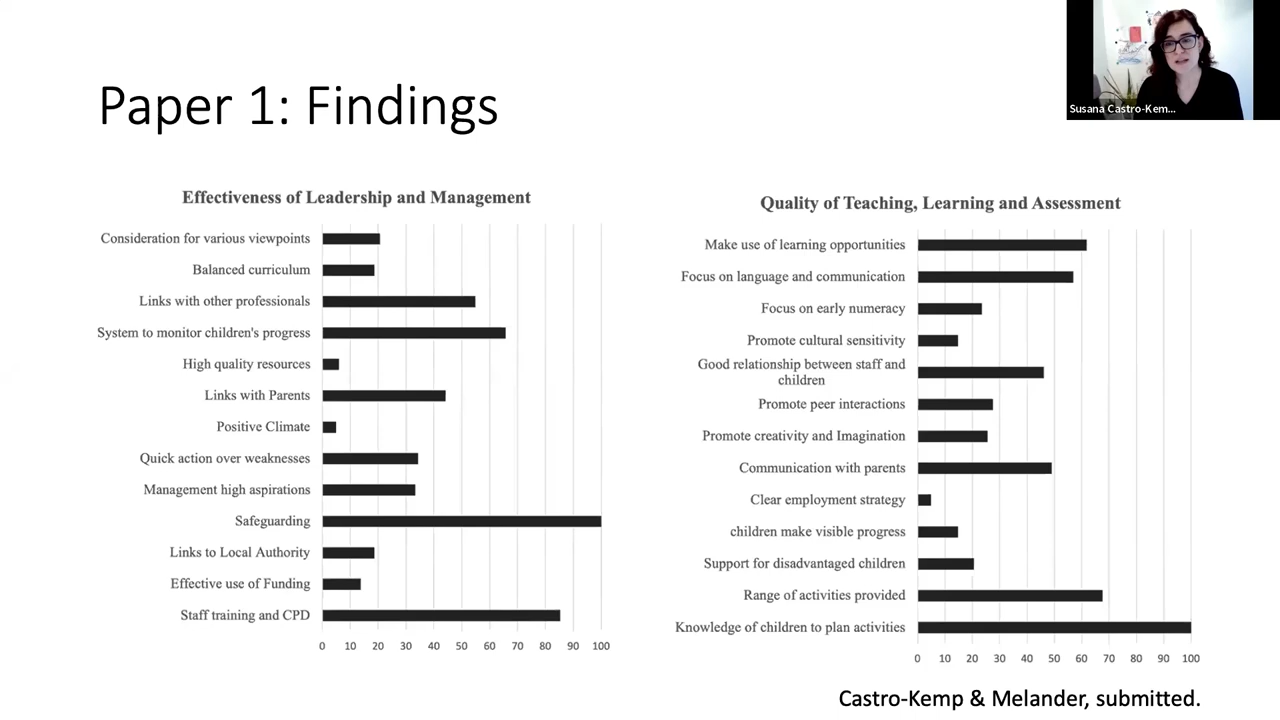 Susana Castro-Kem...
Paper 1: Findings
Effectiveness of Leadership and Management
Consideration for various viewpoints
Balanced curriculum
Links with other professionals
System to monitor children's progress
High quality resources
Links with Parents
Positive Climate
Quick action over weaknesses
Management high aspirations
Safeguarding
Links to Local Authority
Effective use of Funding
Staff training and CPD
0 10 20 30 40 50 60 70 80 90 100
Quality of Teaching, Learning and Assessment
Make use of learning opportunities
Focus on language and communication
Focus on early numeracy
Promote cultural sensitivity
Good relationship between staff and
children
Promote peer interactions
Promote creativity and Imagination
Communication with parents
Clear employment strategy
children make visible progress
Support for disadvantaged children
Range of activities provided
Knowledge of children to plan activities
0 10 20 30 40 50 60 70 80 90 100
Castro-Kemp & Melander, submitted.